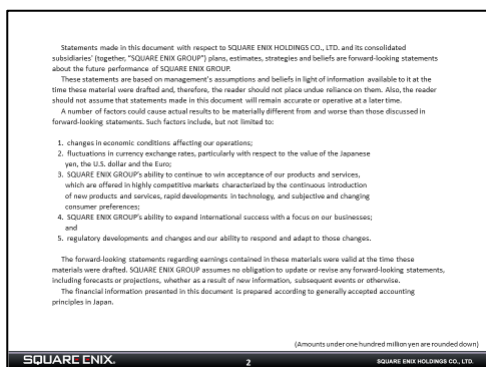 Statements made in this document with respect to SQUARE ENIX HOLDINGS CO., LTD. and its consolidated
subsidiaries' (together, "SQUARE ENIX GROUP") plans, estimates, strategies and beliefs are forward-looking statements
about the future performance of SQUARE ENIX GROUP.
These statements are based on management's assumptions and beliefs in light of information available to it at the
time these material were drafted and, therefore, the reader should not place undue reliance on them. Also, the reader
should not assume that statements made in this document will remain accurate or operative at a later time.
A number of factors could cause actual results to be materially different from and worse than those discussed in
forward-looking statements. Such factors include, but not limited to:
1. changes in economic conditions affecting our operations;
2. fluctuations in currency exchange rates, particularly with respect to the value of the Japanese
yen, the U.S. dollar and the Euro;
3. SQUARE ENIX GROUP's ability to continue to win acceptance of our products and services,
which are offered in highly competitive markets characterized by the continuous introduction
of new products and services, rapid developments in technology, and subjective and changing
consumer preferences;
4. SQUARE ENIX GROUP's ability to expand international success with a focus on our businesses;
and
5. regulatory developments and changes and our ability to respond and adapt to those changes.
The forward-looking statements regarding earnings contained in these materials were valid at the time these
materials were drafted. SQUARE ENIX GROUP assumes no obligation to update or revise any forward-looking statements,
including forecasts or projections, whether as a result of new information, subsequent events or otherwise.
The financial information presented in this document is prepared according to generally accepted accounting
principles in Japan.
(Amounts under one hundred million yen are rounded down)
SQUARE ENIX. 2 SQUARE ENIX HOLDINGS CO., LTD.